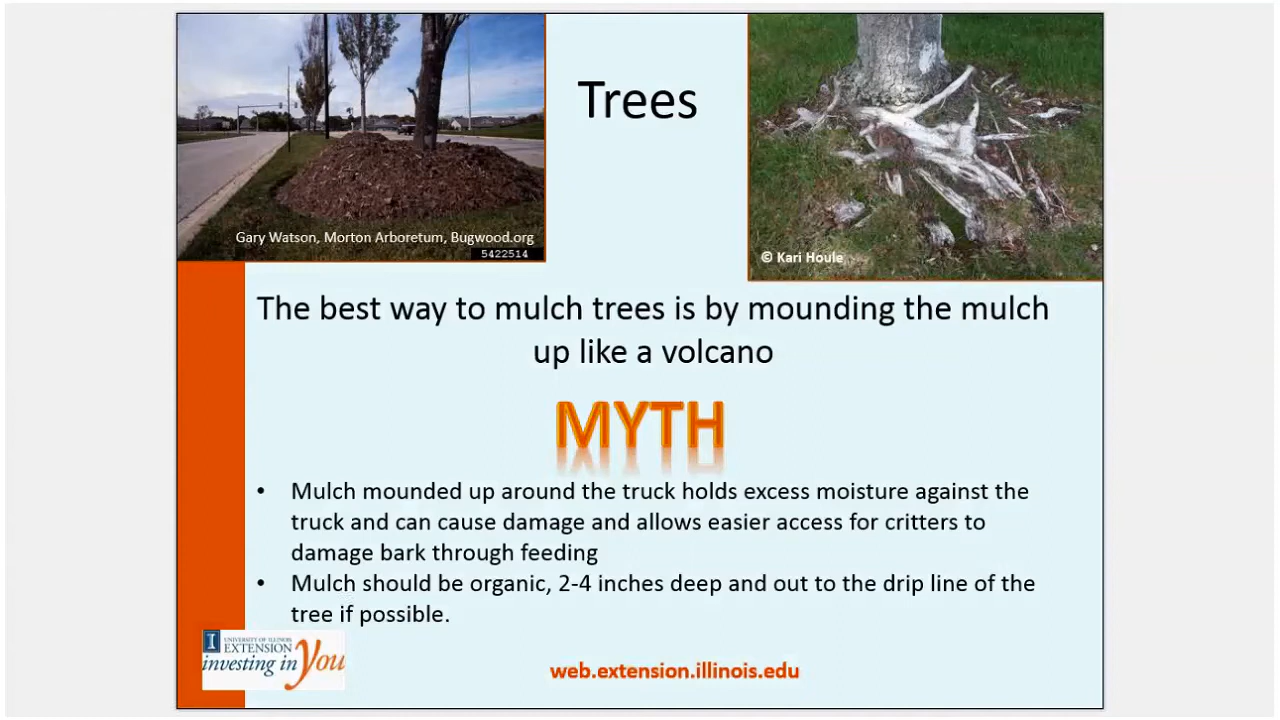 Trees
Gary Watson, Morton Arboretum, Bugwood.org
5422514
© Kari Houle
The best way to mulch trees is by mounding the mulch
up like a volcano
MYTH
• Mulch mounded up around the truck holds excess moisture against the
truck and can cause damage and allows easier access for critters to
damage bark through feeding
• Mulch should be organic, 2-4 inches deep and out to the drip line of the
tree if possible.
I
UNIVERSITY OF ILLINOIS
EXTENSION
investing in you
web.extension.illinois.edu